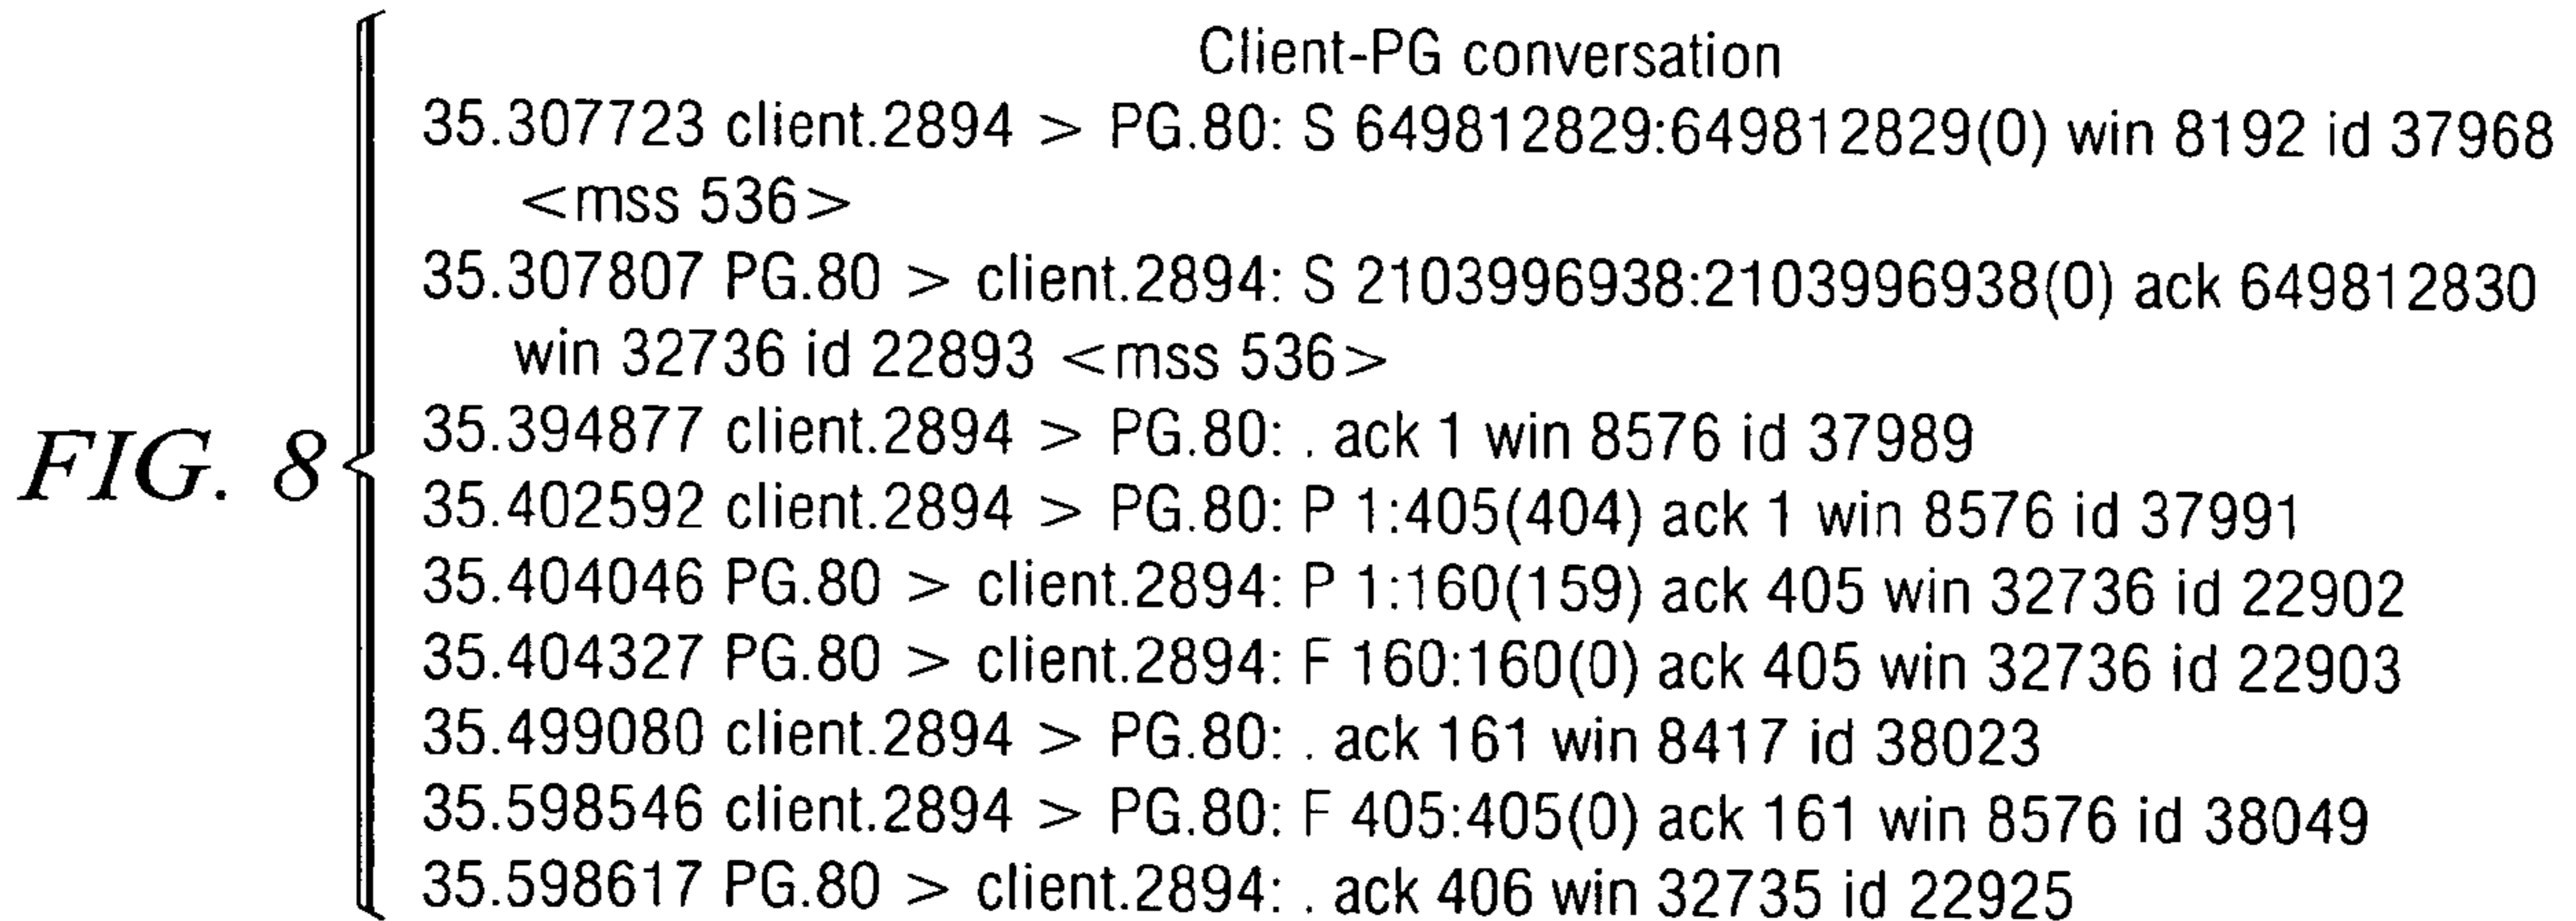 Client-PG conversation
35.307723 client.2894 > PG.80: S 649812829:649812829(0) win 8192 id 37968
<mss 536>
35.307807 PG.80 > client.2894: S 2103996938:2103996938(0) ack 649812830
win 32736 id 22893 <mss 536>
35.394877 client.2894 > PG.80: . ack 1 win 8576 id 37989
35.402592 client.2894 > PG.80: P 1:405(404) ack 1 win 8576 id 37991
35.404046 PG.80 > client.2894: P 1:160(159) ack 405 win 32736 id 22902
35.404327 PG.80 > client.2894: F 160:160(0) ack 405 win 32736 id 22903
35.499080 client.2894 > PG.80: . ack 161 win 8417 id 38023
35.598546 client.2894 > PG.80: F 405:405(0) ack 161 win 8576 id 38049
35.598617 PG.80 > client.2894: . ack 406 win 32735 id 22925
FIG. 8